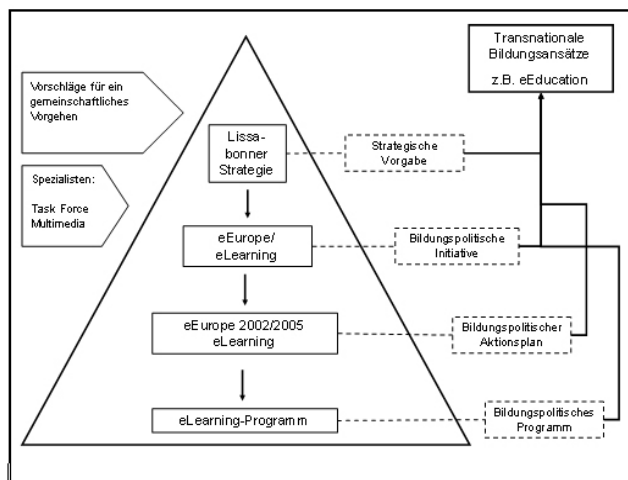 Transnationale
Bildungsansätze
z.B. eEducation
Vorschläge für ein
gemeinschaftliches
Vorgehen
Spezialisten:
Task Force
Multimedia
Lissa-
bonner
Strategie
Strategische
Vorgabe
eEurope/
eLearning
Bildungspolitische
Initiative
eEurope 2002/2005
eLearning
Bildungspolitischer
Aktionsplan
eLearning-Programm
Bildungspolitisches
Programm